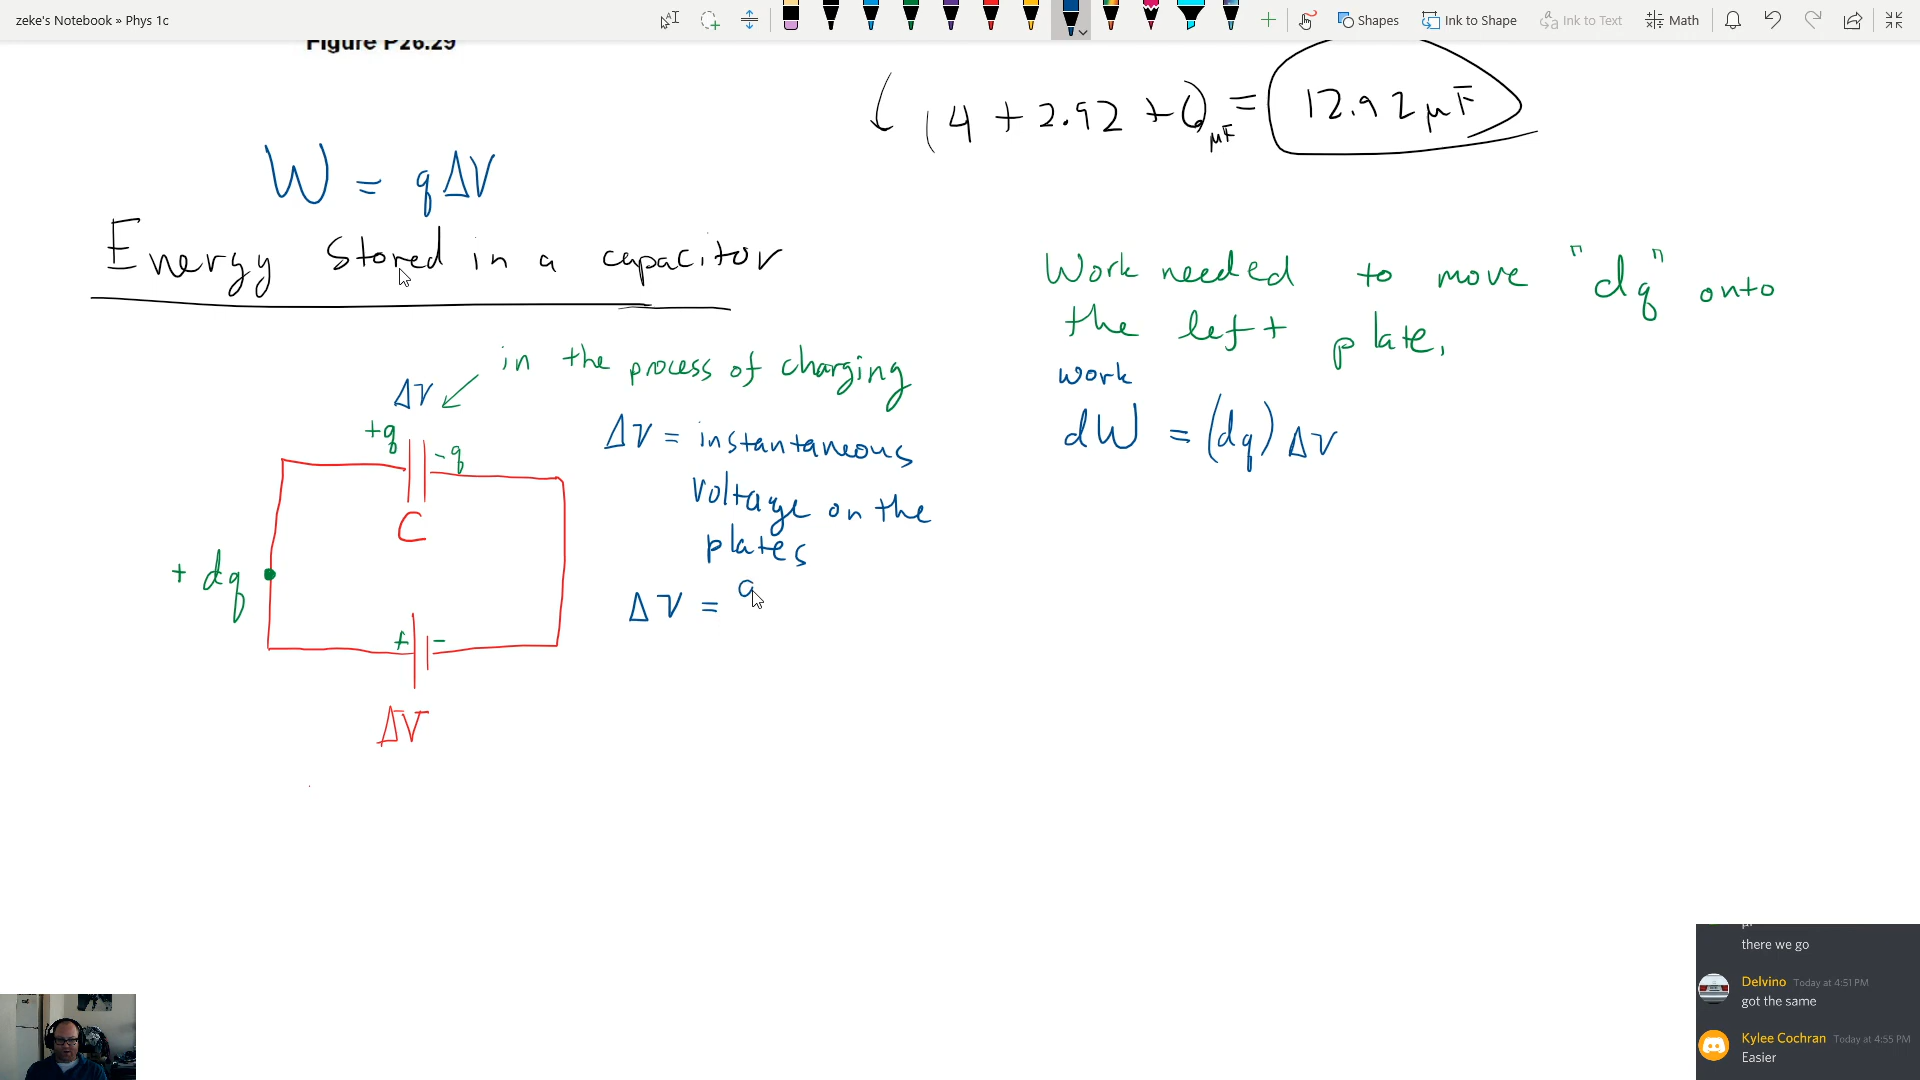 zeke's Notebook » Phys 1c
Shapes
Ink to Shape
Ink to Text
Math
Figure P26.29
(4 + 2.92 + 6) μF = 12.92 μF
W = qΔV
Energy Stored in a capacitor
in the process of charging
ΔV
+q
-q
C
+ dq
+ -
ΔV
ΔV = instantaneous
voltage on the
plates
ΔV =
Work needed to move "dq" onto
the left plate,
work
dW = (dq) ΔV
there we go
Delvino Today at 4:51 PM
got the same
Kylee Cochran Today at 4:55 PM
Easier